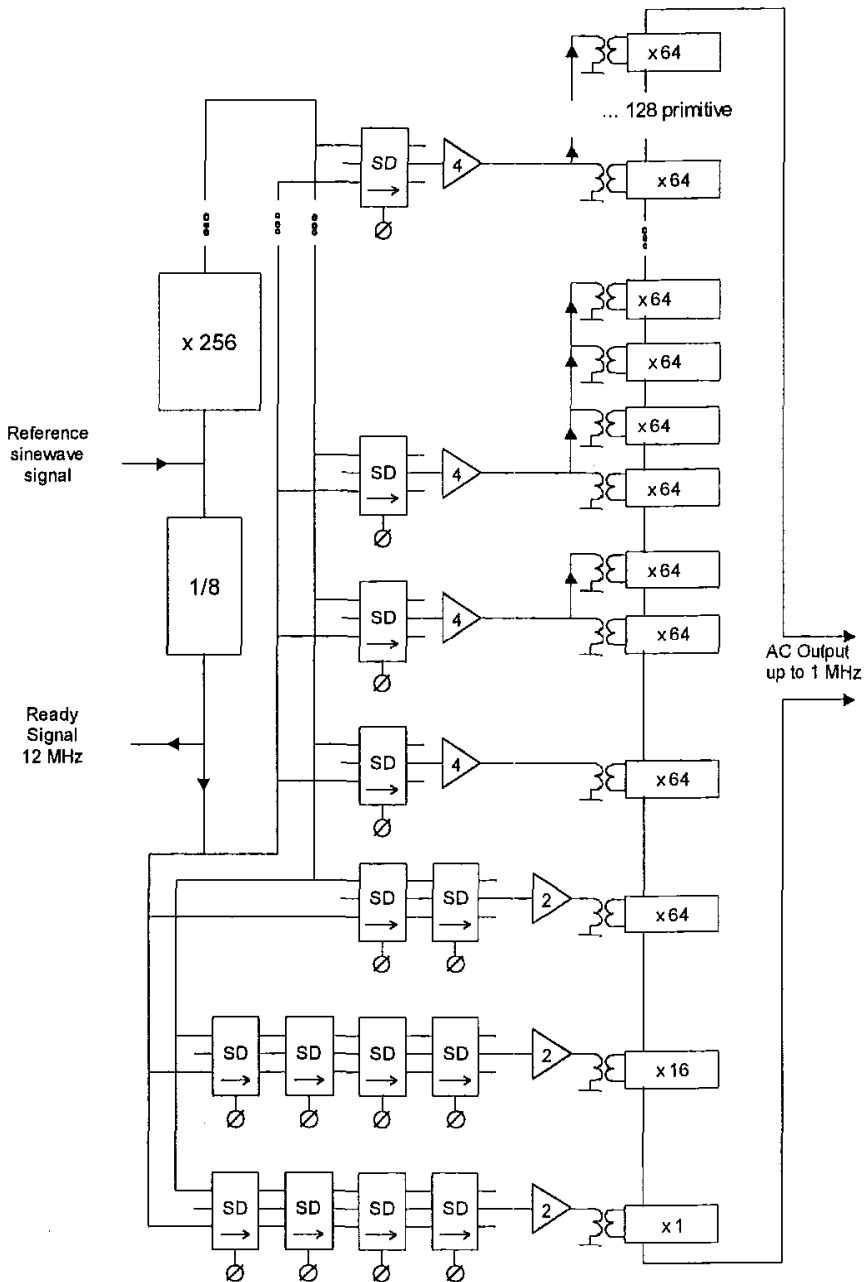 x 64
... 128 primitive
SD
4
x 64
x 256
x 64
x 64
Reference
sinewave
signal
x 64
SD
4
x 64
1/8
x 64
SD
4
x 64
AC Output
up to 1 MHz
Ready
Signal
12 MHz
SD
4
x 64
SD
SD
2
x 64
SD
SD
SD
SD
2
x 16
SD
SD
SD
SD
2
x 1